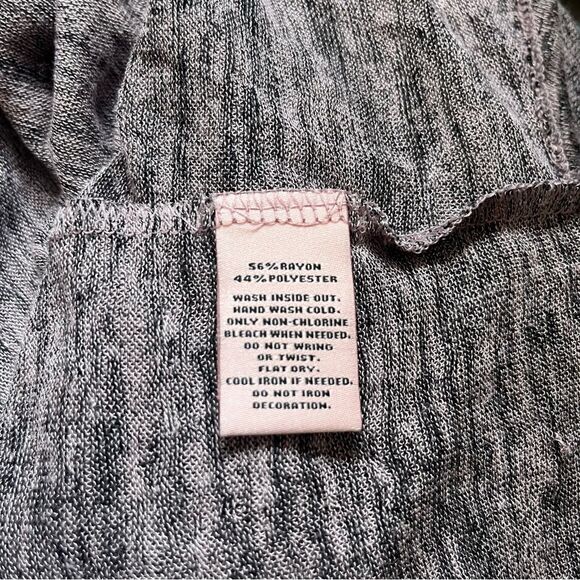 56% RAYON
44% POLYESTER
WASH INSIDE OUT.
HAND WASH COLD.
ONLY NON-CHLORINE
BLEACH WHEN NEEDED.
DO NOT WRING
OR TWIST.
FLAT DRY.
COOL IRON IF NEEDED.
DO NOT IRON
DECORATION.